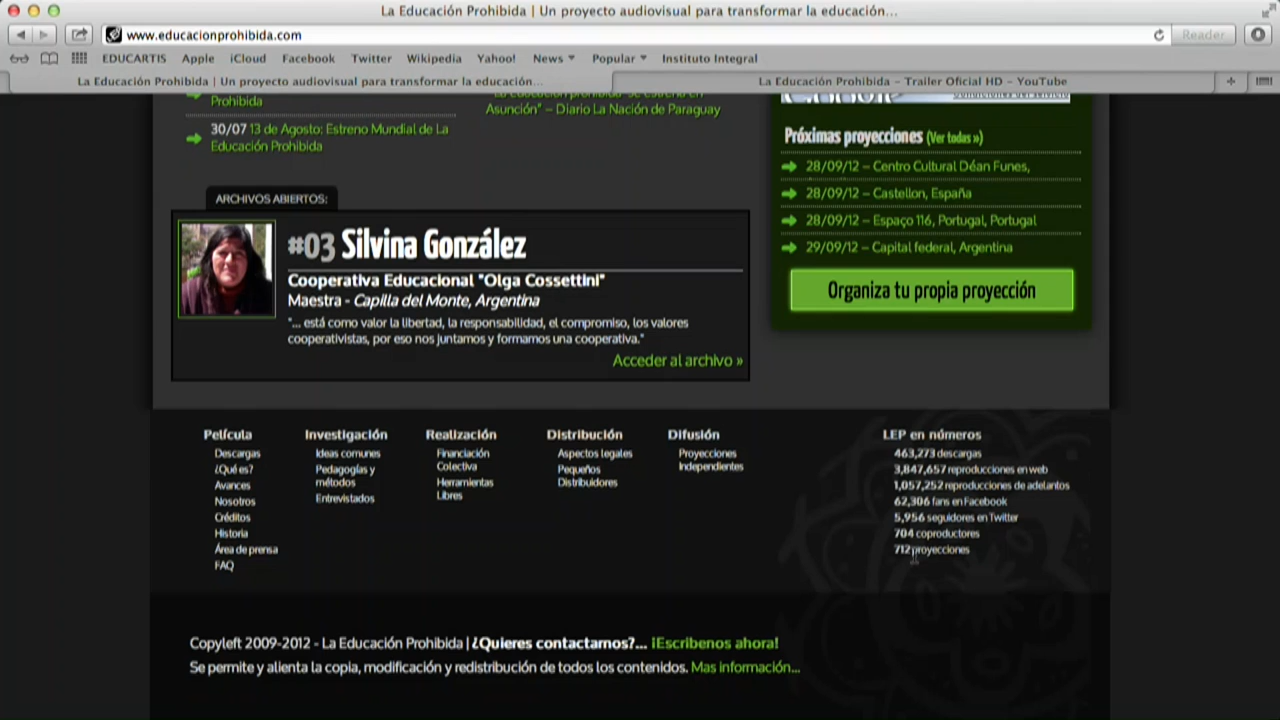 La Educación Prohibida | Un proyecto audiovisual para transformar la educación...
www.educacionprohibida.com
Reader
EDUCARTIS Apple iCloud Facebook Twitter Wikipedia Yahoo! News Popular Instituto Integral
La Educación Prohibida | Un proyecto audiovisual para transformar la educación...
La Educación Prohibida – Trailer Oficial HD – YouTube
Prohibida
30/07 13 de Agosto: Estreno Mundial de La
Educación Prohibida
"La educación prohibida" se estrena en
Asunción" – Diario La Nación de Paraguay
ARCHIVOS ABIERTOS:
#03 Silvina González
Cooperativa Educacional "Olga Cossettini"
Maestra - Capilla del Monte, Argentina
"... está como valor la libertad, la responsabilidad, el compromiso, los valores
cooperativistas, por eso nos juntamos y formamos una cooperativa."
Acceder al archivo »
Condiciones del servicio
Próximas proyecciones (Ver todas »)
28/09/12 – Centro Cultural Déan Funes,
28/09/12 – Castellon, España
28/09/12 – Espaço 116, Portugal, Portugal
29/09/12 – Capital federal, Argentina
Organiza tu propia proyección
Película
Descargas
¿Qué es?
Avances
Nosotros
Créditos
Historia
Área de prensa
FAQ
Investigación
Ideas comunes
Pedagogías y
métodos
Entrevistados
Realización
Financiación
Colectiva
Herramientas
Libres
Distribución
Aspectos legales
Pequeños
Distribuidores
Difusión
Proyecciones
Independientes
LEP en números
463,273 descargas
3,847,657 reproducciones en web
1,057,252 reproducciones de adelantos
62,306 fans en Facebook
5,956 seguidores en Twitter
704 coproductores
712 proyecciones
Copyleft 2009-2012 - La Educación Prohibida | ¿Quieres contactarnos?... ¡Escribenos ahora!
Se permite y alienta la copia, modificación y redistribución de todos los contenidos. Mas información...